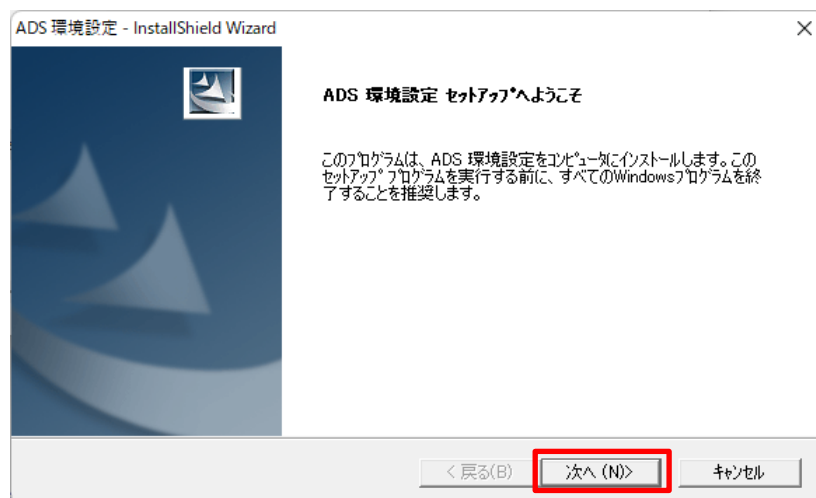 ADS 環境設定 - InstallShield Wizard
ADS 環境設定 ｾｯﾄｱｯﾌﾟへようこそ
このﾌﾟﾛｸﾞﾗﾑは、ADS 環境設定をｺﾝﾋﾟｭｰﾀにｲﾝｽﾄｰﾙします。この
ｾｯﾄｱｯﾌﾟ ﾌﾟﾛｸﾞﾗﾑを実行する前に、すべてのWindowsﾌﾟﾛｸﾞﾗﾑを終
了することを推奨します。
< 戻る(B)
次へ (N)>
ｷｬﾝｾﾙ